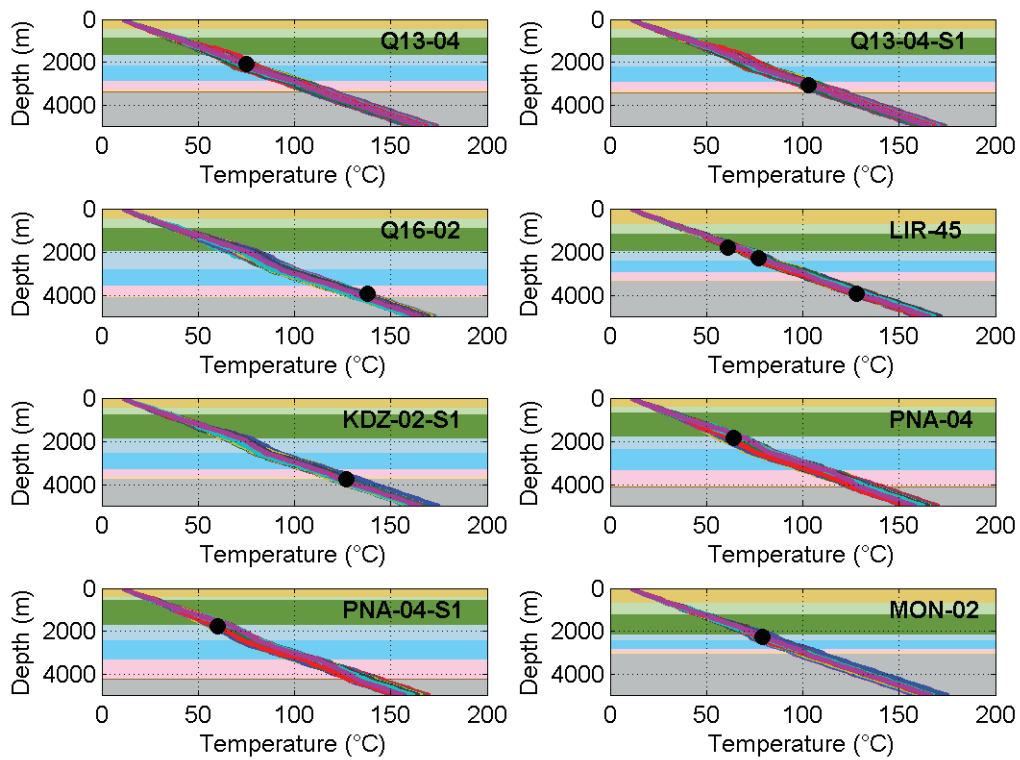 0
2000
4000
Depth (m)
Q13-04
0 50 100 150 200
Temperature (°C)
0
2000
4000
Depth (m)
Q13-04-S1
0 50 100 150 200
Temperature (°C)
0
2000
4000
Depth (m)
Q16-02
0 50 100 150 200
Temperature (°C)
0
2000
4000
Depth (m)
LIR-45
0 50 100 150 200
Temperature (°C)
0
2000
4000
Depth (m)
KDZ-02-S1
0 50 100 150 200
Temperature (°C)
0
2000
4000
Depth (m)
PNA-04
0 50 100 150 200
Temperature (°C)
0
2000
4000
Depth (m)
PNA-04-S1
0 50 100 150 200
Temperature (°C)
0
2000
4000
Depth (m)
MON-02
0 50 100 150 200
Temperature (°C)